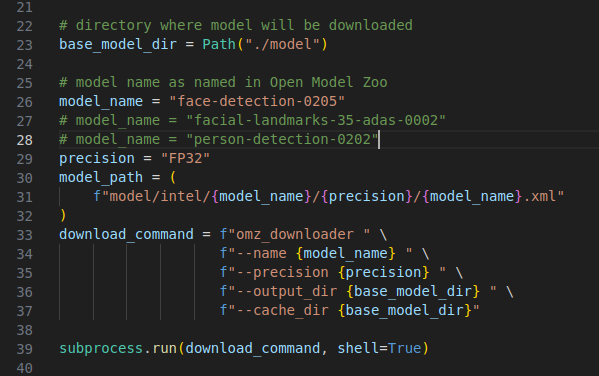 21
22 # directory where model will be downloaded
23 base_model_dir = Path("./model")
24
25 # model name as named in Open Model Zoo
26 model_name = "face-detection-0205"
27 # model_name = "facial-landmarks-35-adas-0002"
28 # model_name = "person-detection-0202"
29 precision = "FP32"
30 model_path = (
31     f"model/intel/{model_name}/{precision}/{model_name}.xml"
32 )
33 download_command = f"omz_downloader " \
34                    f"--name {model_name} " \
35                    f"--precision {precision} " \
36                    f"--output_dir {base_model_dir} " \
37                    f"--cache_dir {base_model_dir}"
38
39 subprocess.run(download_command, shell=True)
40